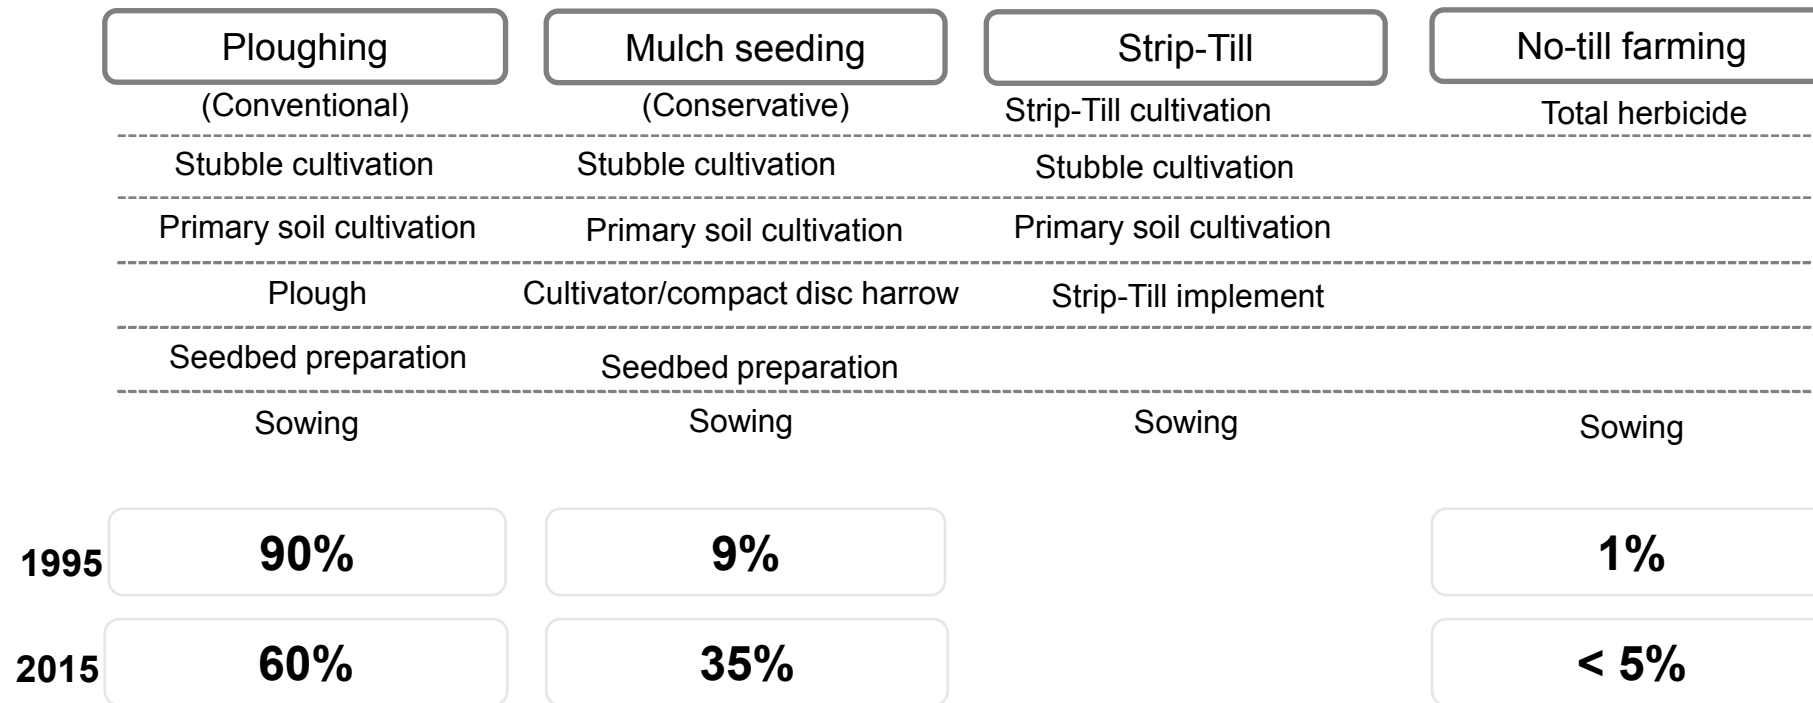 Ploughing Mulch seeding Strip-Till No-till farming
(Conventional) (Conservative) Strip-Till cultivation Total herbicide
Stubble cultivation Stubble cultivation Stubble cultivation
Primary soil cultivation Primary soil cultivation Primary soil cultivation
Plough Cultivator/compact disc harrow Strip-Till implement
Seedbed preparation Seedbed preparation
Sowing Sowing Sowing Sowing
1995 90% 9% 1%
2015 60% 35% < 5%